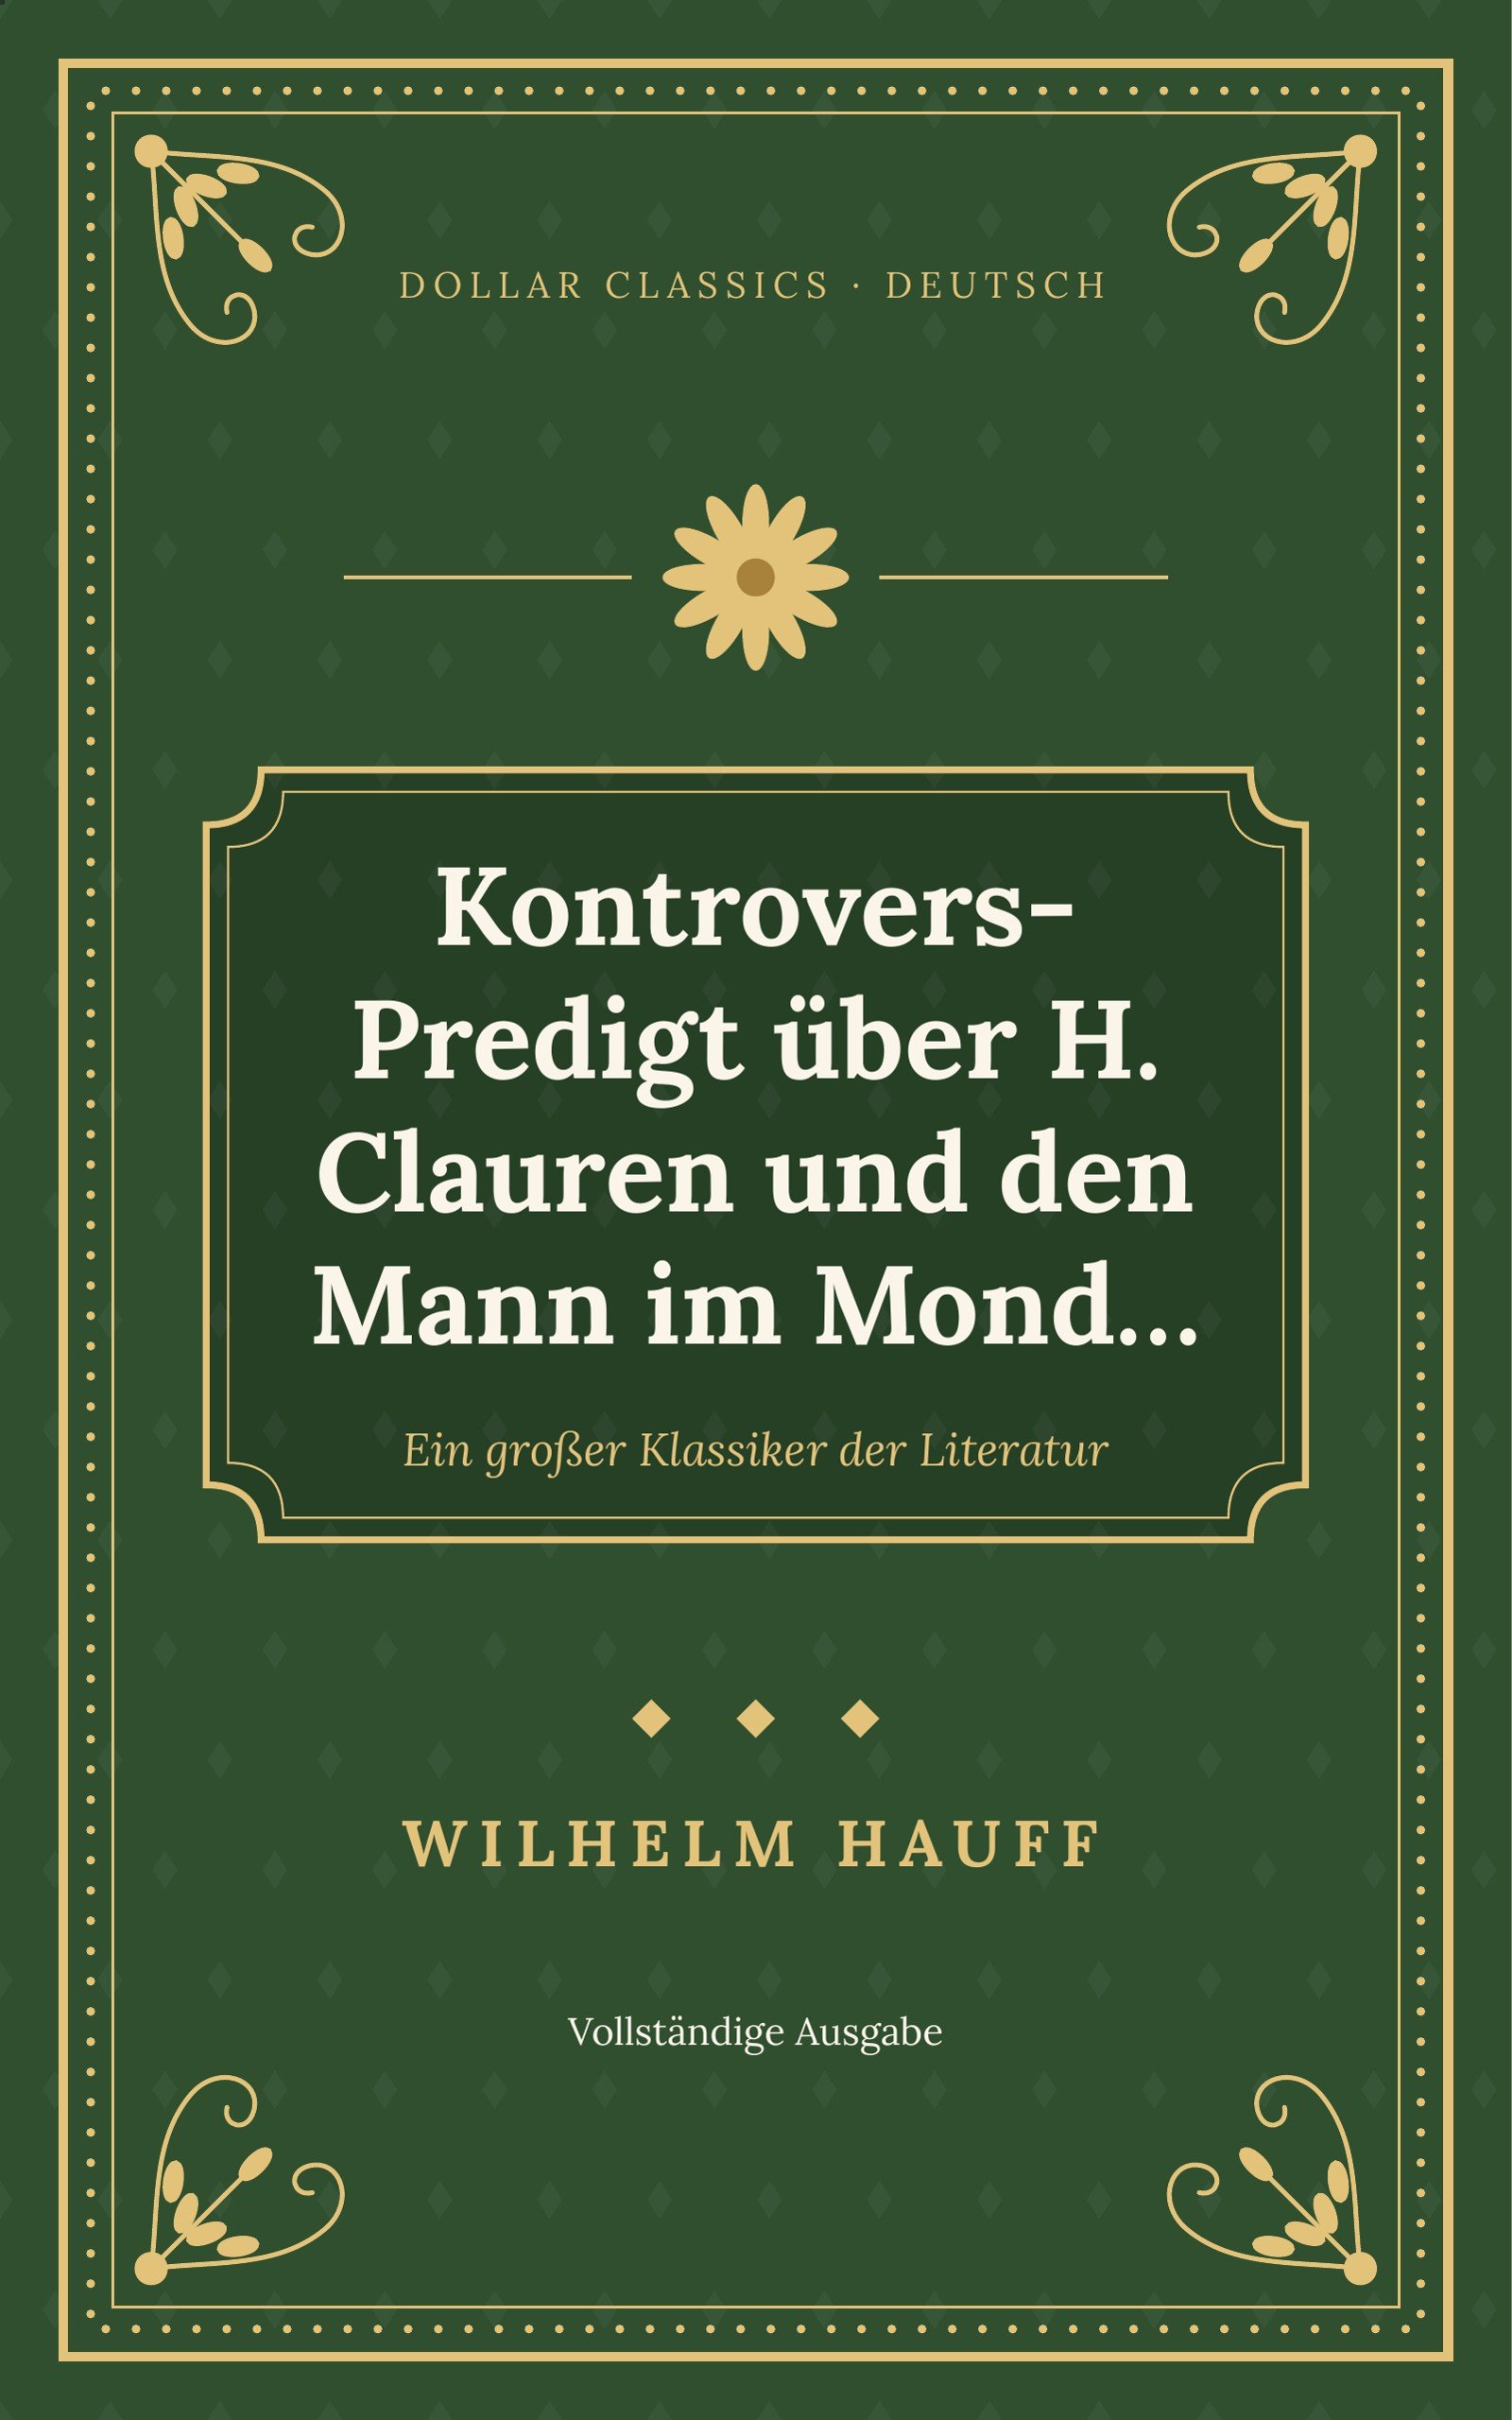 DOLLAR CLASSICS · DEUTSCH
Kontrovers-
Predigt über H.
Clauren und den
Mann im Mond...
Ein großer Klassiker der Literatur
WILHELM HAUFF
Vollständige Ausgabe